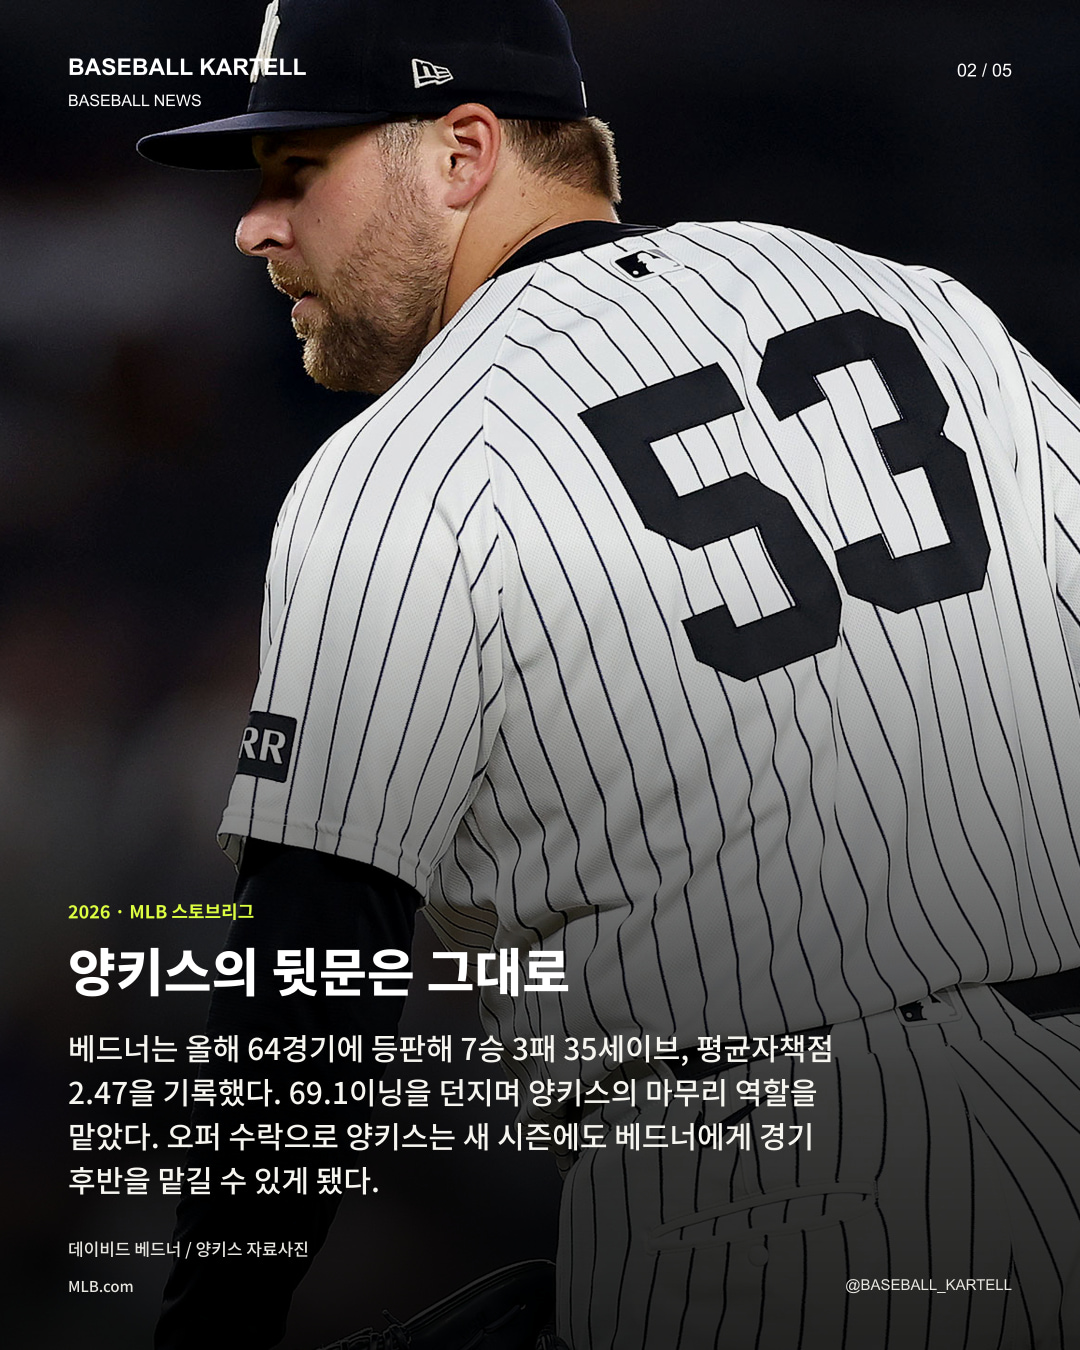 BASEBALL KARTELL
02 / 05
BASEBALL NEWS
53
RR
2026 · MLB 스토브리그
양키스의 뒷문은 그대로
베드너는 올해 64경기에 등판해 7승 3패 35세이브, 평균자책점
2.47을 기록했다. 69.1이닝을 던지며 양키스의 마무리 역할을
맡았다. 오퍼 수락으로 양키스는 새 시즌에도 베드너에게 경기
후반을 맡길 수 있게 됐다.
데이비드 베드너 / 양키스 자료사진
MLB.com
@BASEBALL_KARTELL